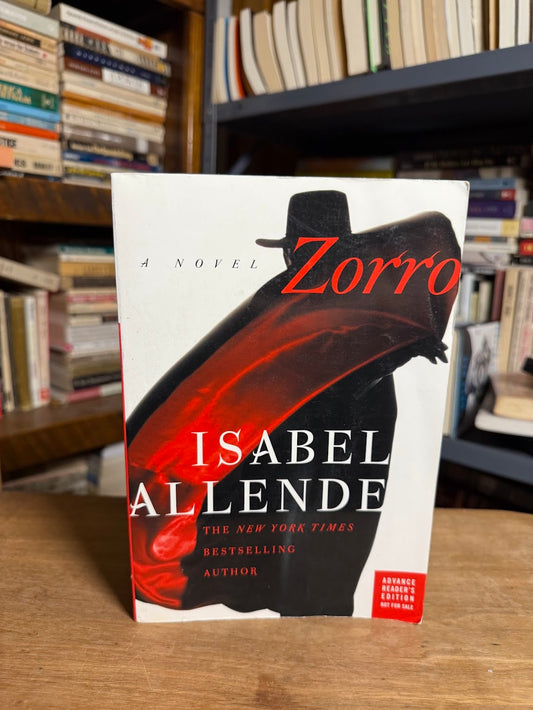 A NOVEL
Zorro
ISABEL
ALLENDE
THE NEW YORK TIMES
BESTSELLING
AUTHOR
ADVANCE
READER'S
EDITION
NOT FOR SALE